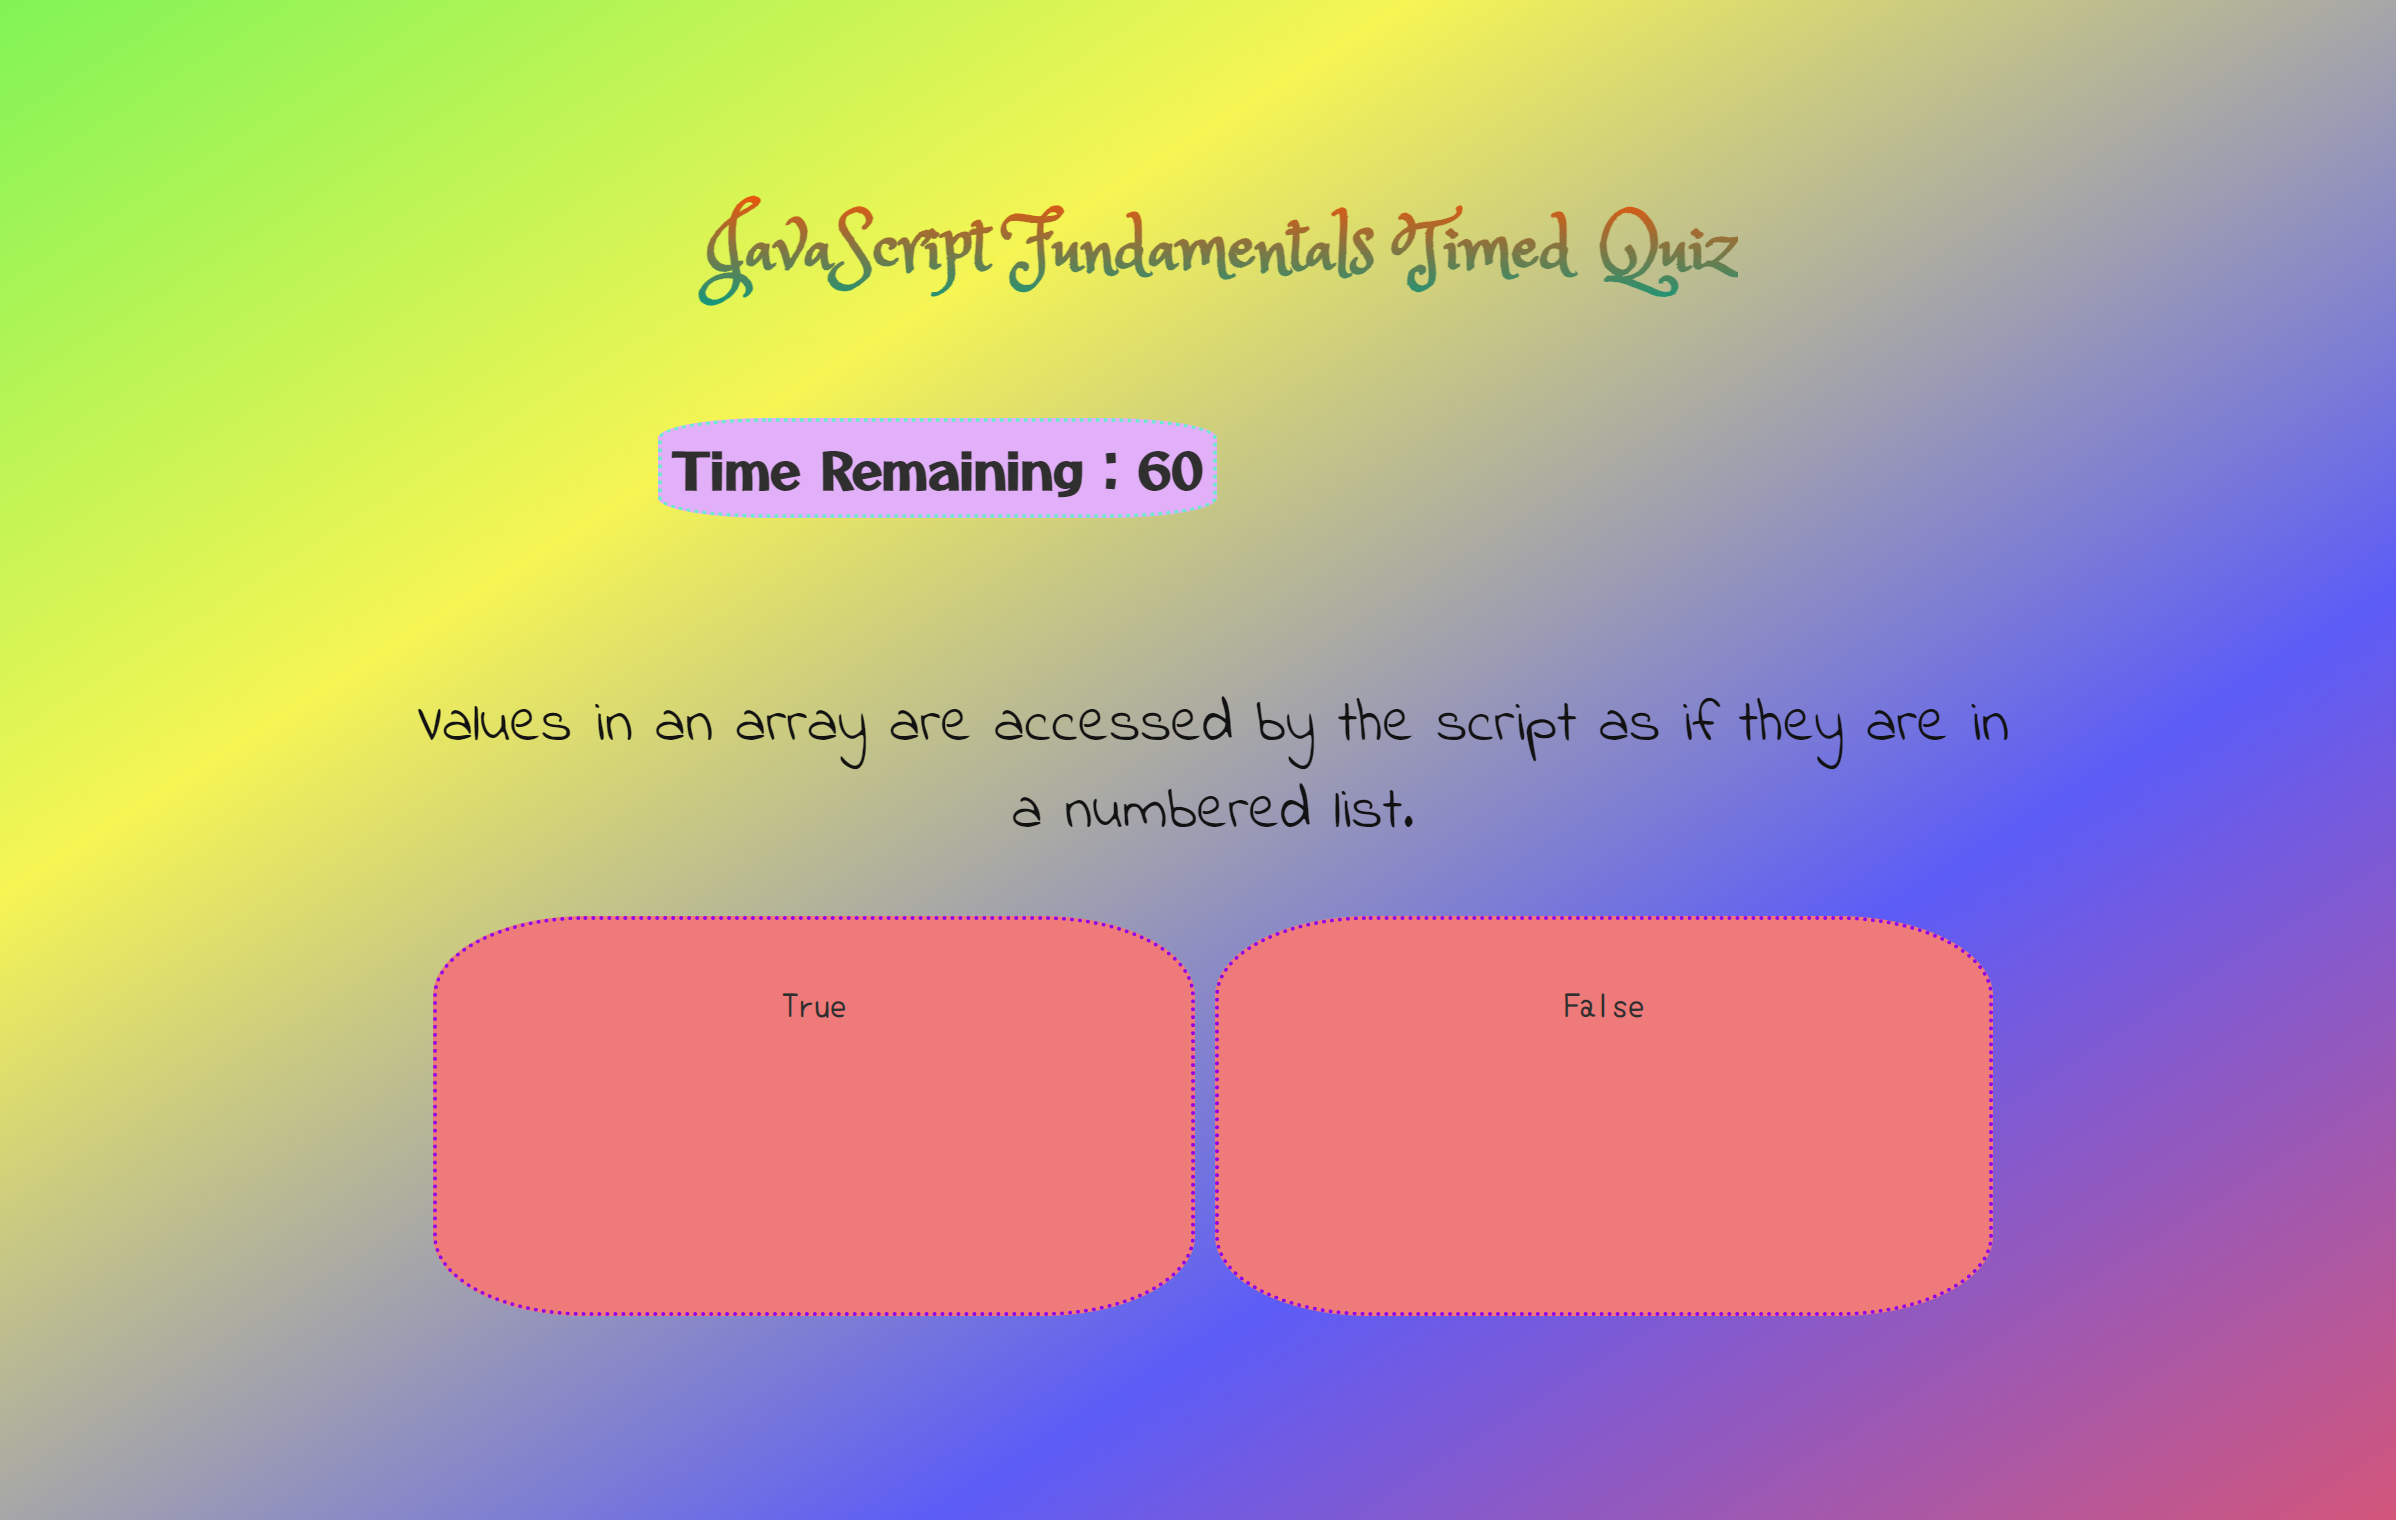 JavaScript Fundamentals Timed Quiz
Time Remaining : 60
Values in an array are accessed by the script as if they are in
a numbered list.
True
False